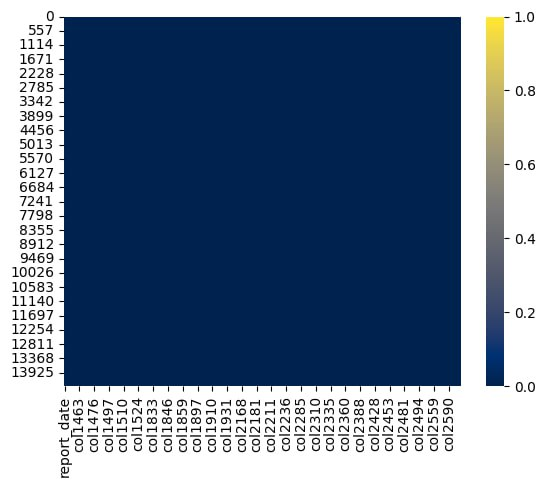 0
557
1114
1671
2228
2785
3342
3899
4456
5013
5570
6127
6684
7241
7798
8355
8912
9469
10026
10583
11140
11697
12254
12811
13368
13925
report_date
col1463
col1476
col1497
col1510
col1524
col1833
col1846
col1859
col1897
col1910
col1931
col2168
col2181
col2211
col2236
col2285
col2310
col2335
col2360
col2388
col2428
col2453
col2481
col2494
col2559
col2590
1.0
0.8
0.6
0.4
0.2
0.0